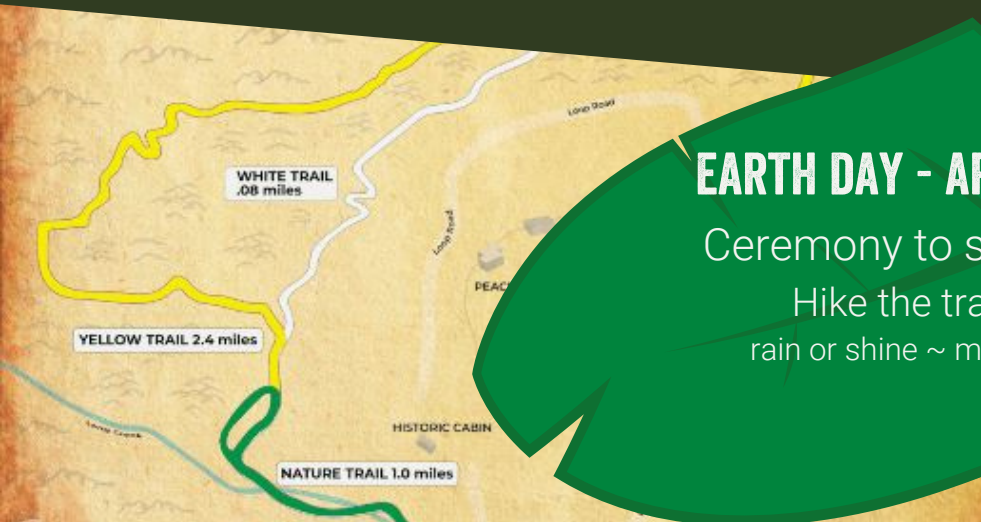 Loop Road
WHITE TRAIL
.08 miles
EARTH DAY - A
Loop Road
Ceremony to s
PEAC
Hike the tra
YELLOW TRAIL 2.4 miles
rain or shine ~ m
HISTORIC CABIN
NATURE TRAIL 1.0 miles